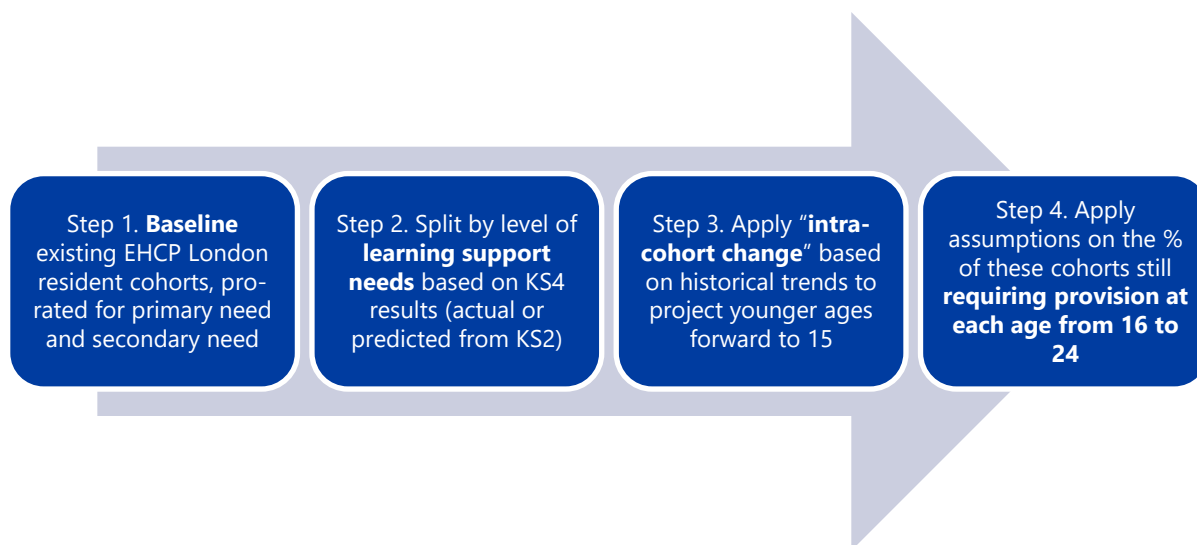 Step 1. Baseline
existing EHCP London
resident cohorts, pro-
rated for primary need
and secondary need
Step 2. Split by level of
learning support
needs based on KS4
results (actual or
predicted from KS2)
Step 3. Apply “intra-
cohort change” based
on historical trends to
project younger ages
forward to 15
Step 4. Apply
assumptions on the %
of these cohorts still
requiring provision at
each age from 16 to
24